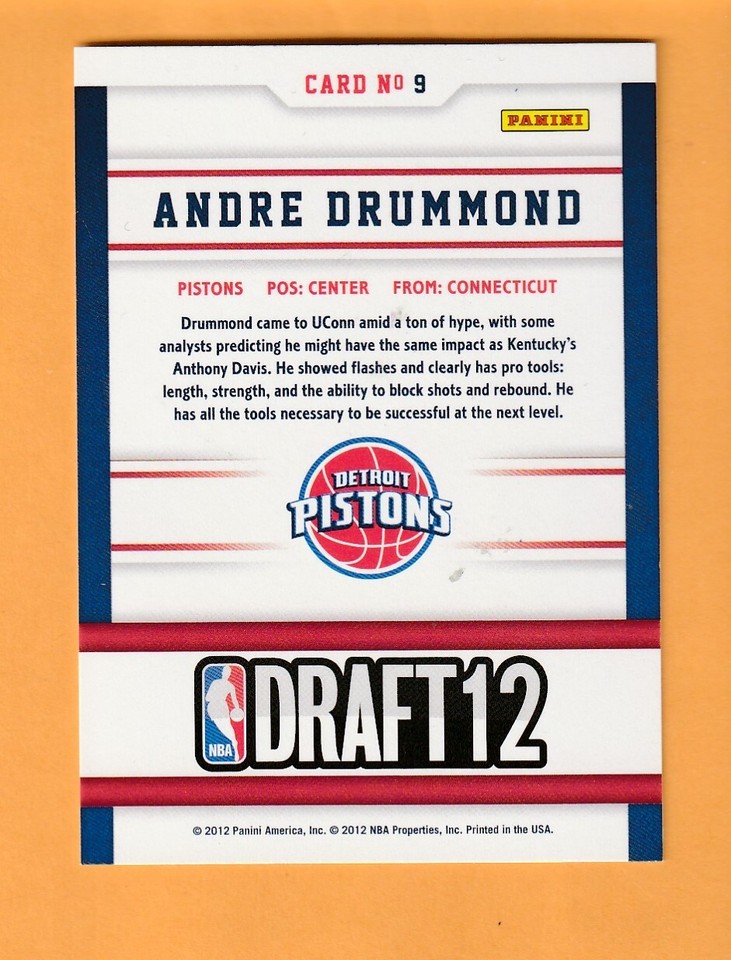 CARD Nº 9
PANINI
ANDRE DRUMMOND
PISTONS POS: CENTER FROM: CONNECTICUT
Drummond came to UConn amid a ton of hype, with some
analysts predicting he might have the same impact as Kentucky's
Anthony Davis. He showed flashes and clearly has pro tools:
length, strength, and the ability to block shots and rebound. He
has all the tools necessary to be successful at the next level.
DETROIT
PISTONS
NBA DRAFT12
© 2012 Panini America, Inc. © 2012 NBA Properties, Inc. Printed in the USA.